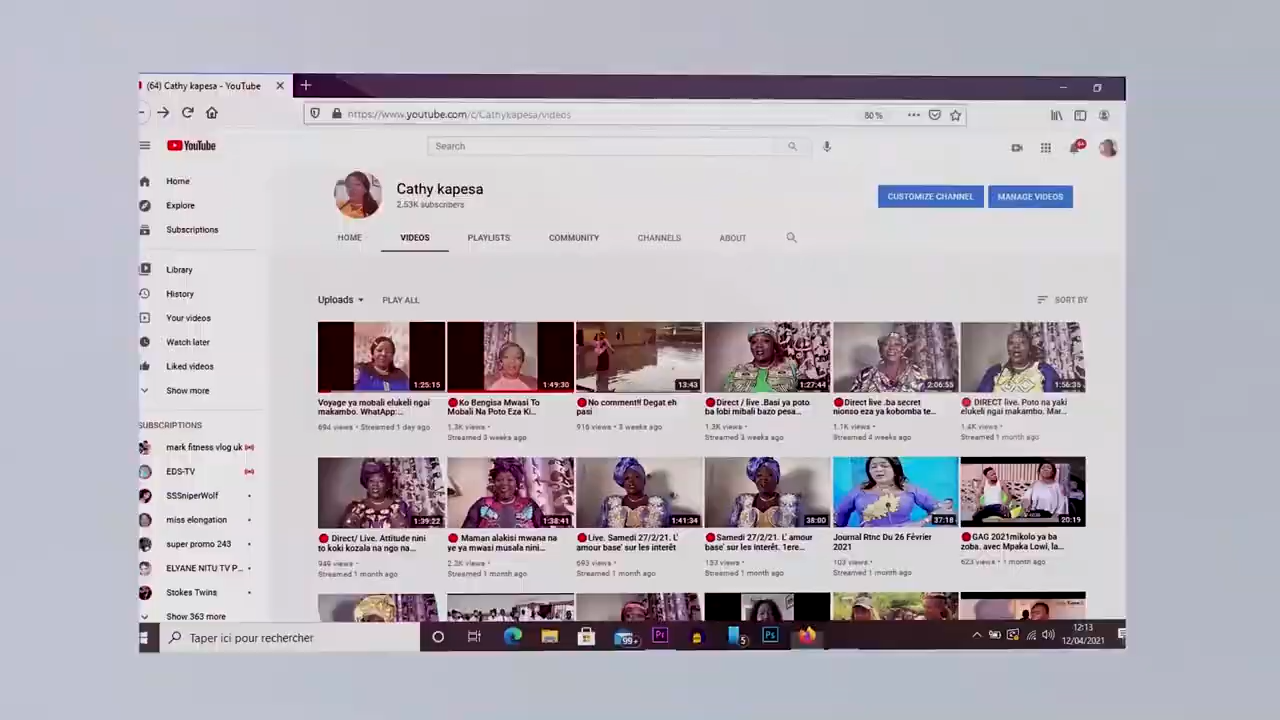 (64) Cathy kapesa - YouTube
https://www.youtube.com/c/Cathykapesa/videos
80%
YouTube
Search
9+
Home
Explore
Subscriptions
Library
History
Your videos
Watch later
Liked videos
Show more
SUBSCRIPTIONS
mark fitness vlog uk
EDS-TV
SSSniperWolf
miss elongation
super promo 243
ELYANE NITU TV P...
Stokes Twins
Show 363 more
Cathy kapesa
2.53K subscribers
CUSTOMIZE CHANNEL
MANAGE VIDEOS
HOME VIDEOS PLAYLISTS COMMUNITY CHANNELS ABOUT
Uploads PLAY ALL SORT BY
1:25:15
Voyage ya mobali elukeli ngai
makambo. WhatApp:...
694 views • Streamed 1 day ago
1:49:30
Ko Bengisa Mwasi To
Mobali Na Poto Eza Ki...
1.3K views •
Streamed 3 weeks ago
13:43
No comment!! Degat eh
pasi
916 views • 3 weeks ago
1:27:44
Direct / live .Basi ya poto
ba lobi mibali bazo pesa...
1.3K views •
Streamed 3 weeks ago
2:06:55
Direct live .ba secret
nionso eza ya kobomba te...
1.1K views •
Streamed 4 weeks ago
1:56:35
DIRECT live. Poto na yaki
elukeli ngai makambo. Mar...
1.4K views •
Streamed 1 month ago
1:39:22
Direct/ Live. Attitude nini
to koki kozala na ngo na...
949 views •
Streamed 1 month ago
1:38:41
Maman alakisi mwana na
ye ya mwasi musala nini...
2.3K views •
Streamed 1 month ago
1:41:34
Live. Samedi 27/2/21. L'
amour base' sur les interêt
693 views •
Streamed 1 month ago
38:00
Samedi 27/2/21. L' amour
base' sur les interêt. 1ere...
153 views •
Streamed 1 month ago
37:18
Journal Rtnc Du 26 Février
2021
103 views •
Streamed 1 month ago
20:19
GAG 2021mikolo ya ba
zoba. avec Mpaka Lowi, la...
623 views • 1 month ago
Taper ici pour rechercher
99+
Pr
5
Ps
12:13
12/04/2021